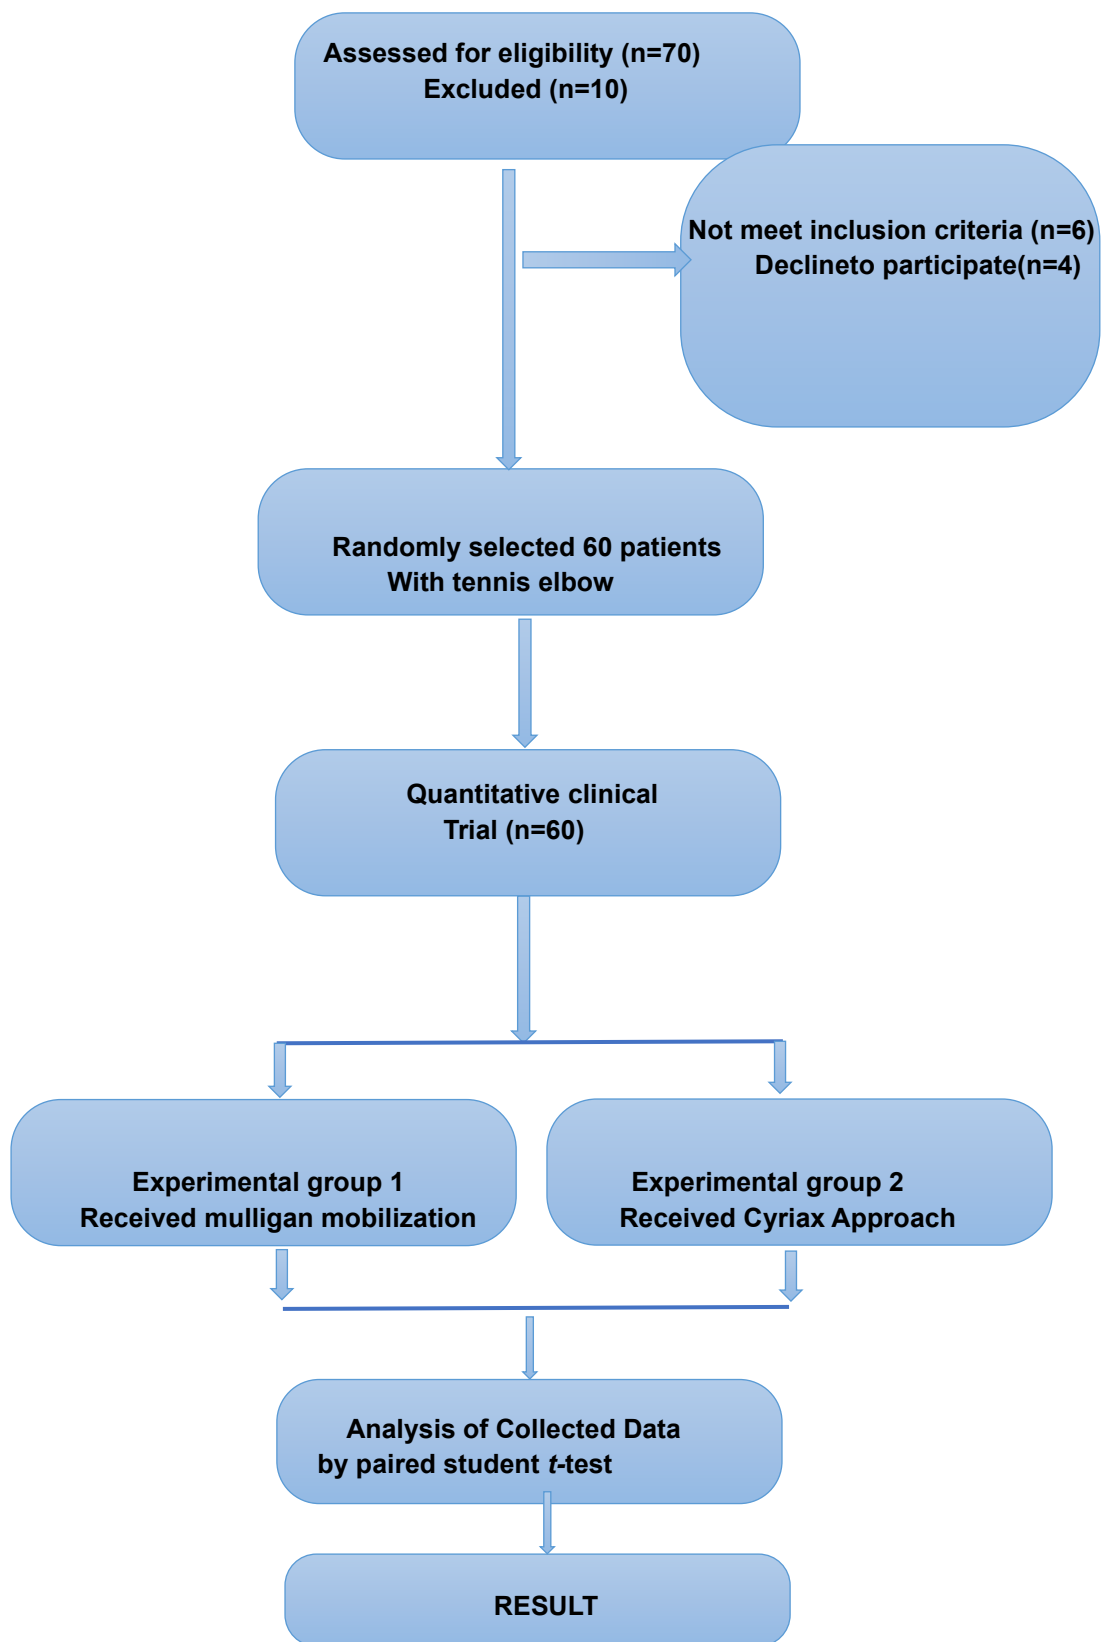 Assessed for eligibility (n=70)
Excluded (n=10)
Not meet inclusion criteria (n=6)
Declineto participate(n=4)
Randomly selected 60 patients
With tennis elbow
Quantitative clinical
Trial (n=60)
Experimental group 1
Received mulligan mobilization
Experimental group 2
Received Cyriax Approach
Analysis of Collected Data
by paired student t-test
RESULT